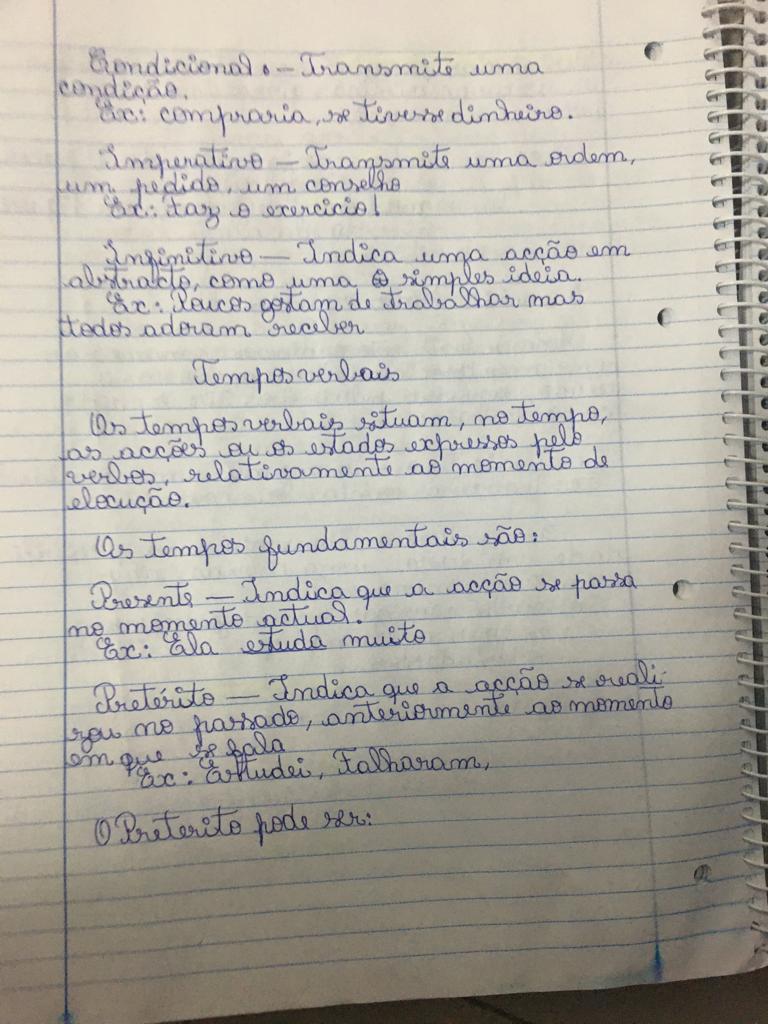 Condicional. - Transmite uma
condição.
Ex: compraria, se tivesse dinheiro.
Imperativo - Transmite uma ordem,
um pedido, um conselho
Ex: Faz o exercicio!
Infinitivo - Indica uma acção em
abstracto, como uma simples ideia.
Ex: Poucos gostam de trabalhar mas
todos adoram receber
Tempos verbais
Os tempos verbais situam, no tempo,
as acções ou os estados expressos pelo
verbos, relativamente ao momento de
elocução.
Os tempos fundamentais são:
Presente - Indica que a acção se passa
no momento actual.
Ex: Ela estuda muito
Pretérito - Indica que a acção se reali-
zou no passado, anteriormente ao momento
em que se fala
Ex: Estudei, Falharam,
O Preterito pode ser: